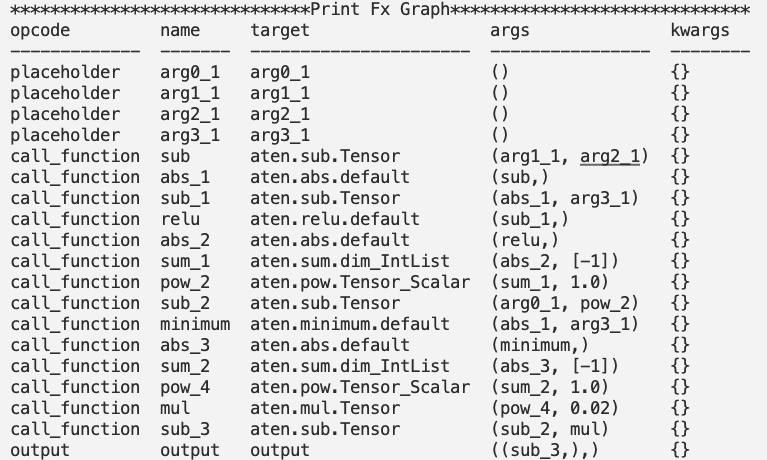 ******************************Print Fx Graph******************************
opcode         name     target                  args              kwargs
-------------  -------  ----------------------  ----------------  --------
placeholder    arg0_1   arg0_1                  ()                {}
placeholder    arg1_1   arg1_1                  ()                {}
placeholder    arg2_1   arg2_1                  ()                {}
placeholder    arg3_1   arg3_1                  ()                {}
call_function  sub      aten.sub.Tensor         (arg1_1, arg2_1)  {}
call_function  abs_1    aten.abs.default        (sub,)            {}
call_function  sub_1    aten.sub.Tensor         (abs_1, arg3_1)   {}
call_function  relu     aten.relu.default       (sub_1,)          {}
call_function  abs_2    aten.abs.default        (relu,)           {}
call_function  sum_1    aten.sum.dim_IntList    (abs_2, [-1])     {}
call_function  pow_2    aten.pow.Tensor_Scalar  (sum_1, 1.0)      {}
call_function  sub_2    aten.sub.Tensor         (arg0_1, pow_2)   {}
call_function  minimum  aten.minimum.default    (abs_1, arg3_1)   {}
call_function  abs_3    aten.abs.default        (minimum,)        {}
call_function  sum_2    aten.sum.dim_IntList    (abs_3, [-1])     {}
call_function  pow_4    aten.pow.Tensor_Scalar  (sum_2, 1.0)      {}
call_function  mul      aten.mul.Tensor         (pow_4, 0.02)     {}
call_function  sub_3    aten.sub.Tensor         (sub_2, mul)      {}
output         output   output                  ((sub_3,),)       {}